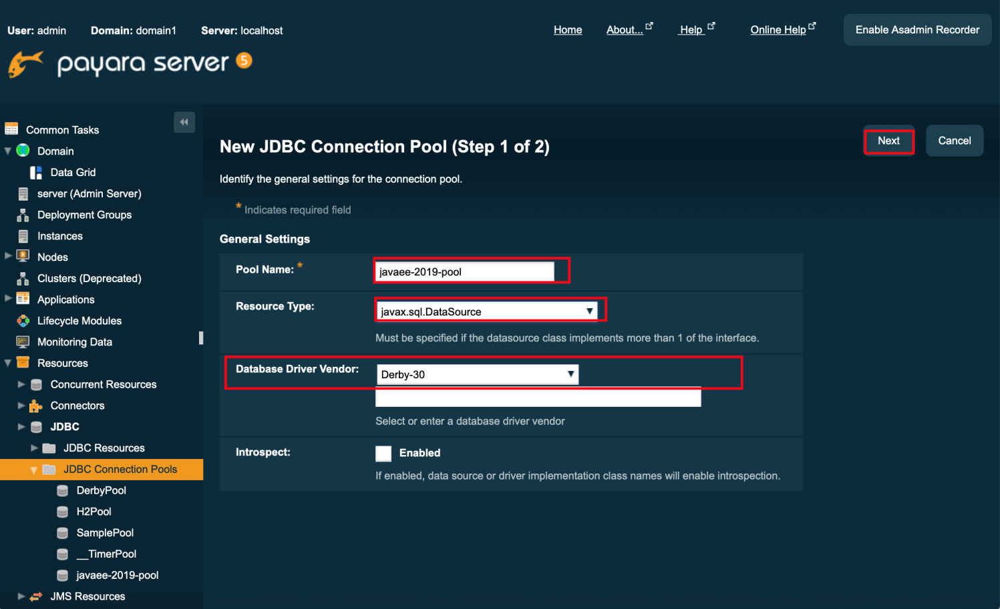 User: admin Domain: domain1 Server: localhost
Home About... Help Online Help Enable Asadmin Recorder
payara server 5
Common Tasks
Domain
Data Grid
server (Admin Server)
Deployment Groups
Instances
Nodes
Clusters (Deprecated)
Applications
Lifecycle Modules
Monitoring Data
Resources
Concurrent Resources
Connectors
JDBC
JDBC Resources
JDBC Connection Pools
DerbyPool
H2Pool
SamplePool
__TimerPool
javaee-2019-pool
JMS Resources
New JDBC Connection Pool (Step 1 of 2)
Next Cancel
Identify the general settings for the connection pool.
* Indicates required field
General Settings
Pool Name: * javaee-2019-pool
Resource Type: javax.sql.DataSource
Must be specified if the datasource class implements more than 1 of the interface.
Database Driver Vendor: Derby-30
Select or enter a database driver vendor
Introspect: Enabled
If enabled, data source or driver implementation class names will enable introspection.